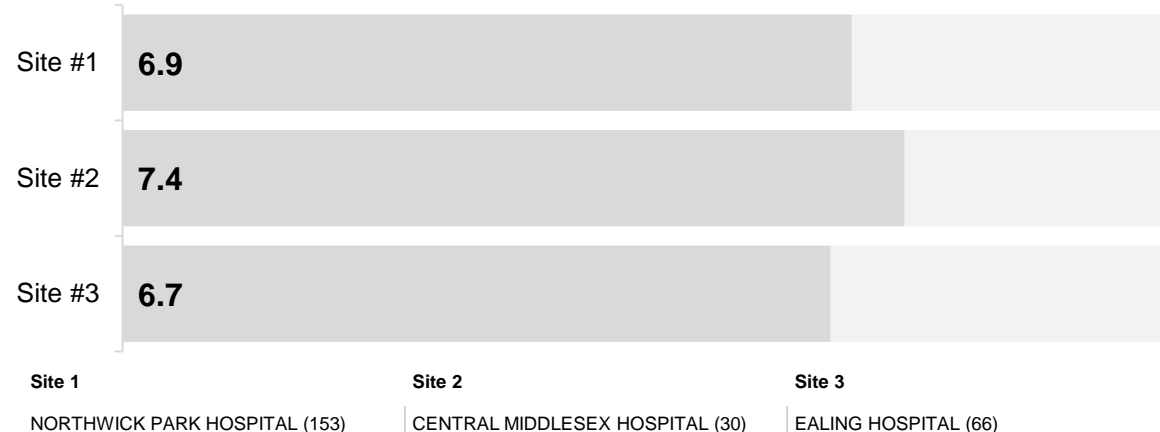 Site #1 6.9
Site #2 7.4
Site #3 6.7
Site 1 Site 2 Site 3
NORTHWICK PARK HOSPITAL (153) CENTRAL MIDDLESEX HOSPITAL (30) EALING HOSPITAL (66)